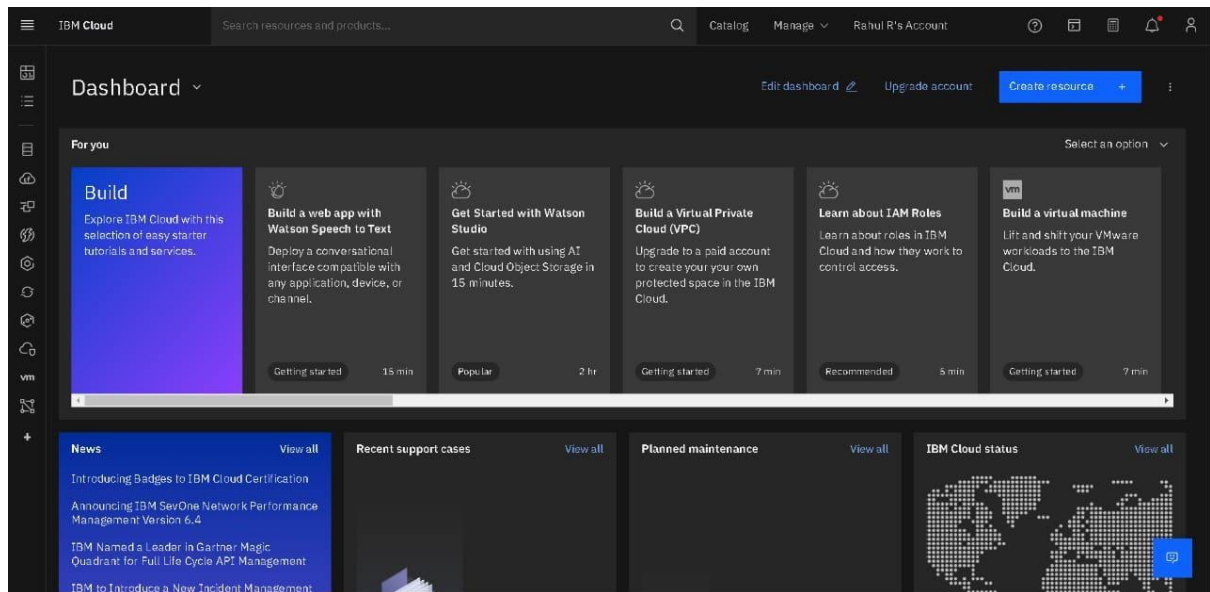 IBM Cloud
Search resources and products...
Catalog
Manage
Rahul R's Account
Dashboard
Edit dashboard
Upgrade account
Create resource +
For you
Select an option
Build
Explore IBM Cloud with this
selection of easy starter
tutorials and services.
Build a web app with
Watson Speech to Text
Deploy a conversational
interface compatible with
any application, device, or
channel.
Getting started
15 min
Get Started with Watson
Studio
Get started with using AI
and Cloud Object Storage in
15 minutes.
Popular
2 hr
Build a Virtual Private
Cloud (VPC)
Upgrade to a paid account
to create your your own
protected space in the IBM
Cloud.
Getting started
7 min
Learn about IAM Roles
Learn about roles in IBM
Cloud and how they work to
control access.
Recommended
5 min
vm
Build a virtual machine
Lift and shift your VMware
workloads to the IBM
Cloud.
Getting started
7 min
vm
+
News
View all
Introducing Badges to IBM Cloud Certification
Announcing IBM SevOne Network Performance
Management Version 6.4
IBM Named a Leader in Gartner Magic
Quadrant for Full Life Cycle API Management
IBM to Introduce a New Incident Management
Recent support cases
View all
Planned maintenance
View all
IBM Cloud status
View all